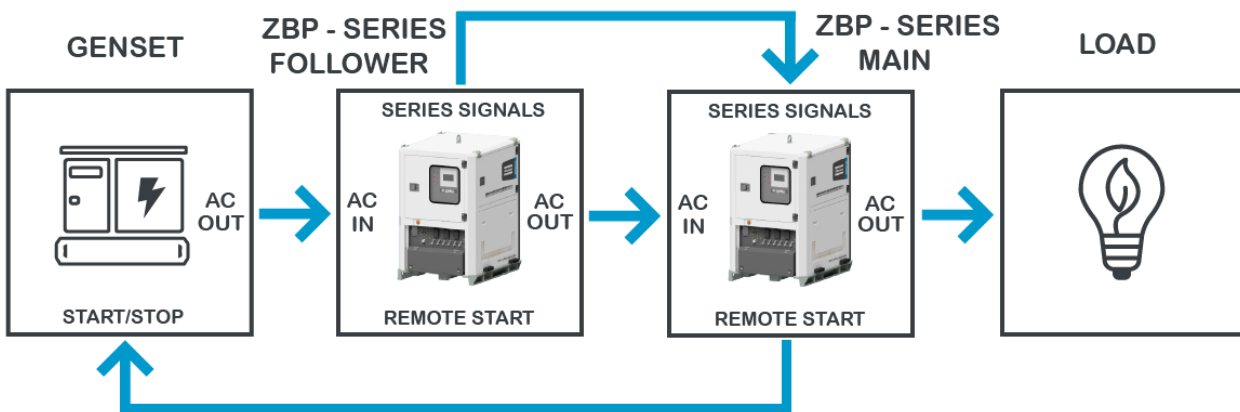 GENSET
ZBP - SERIES
FOLLOWER
ZBP - SERIES
MAIN
LOAD
AC
OUT
START/STOP
SERIES SIGNALS
AC
IN
AC
OUT
REMOTE START
SERIES SIGNALS
AC
IN
AC
OUT
REMOTE START